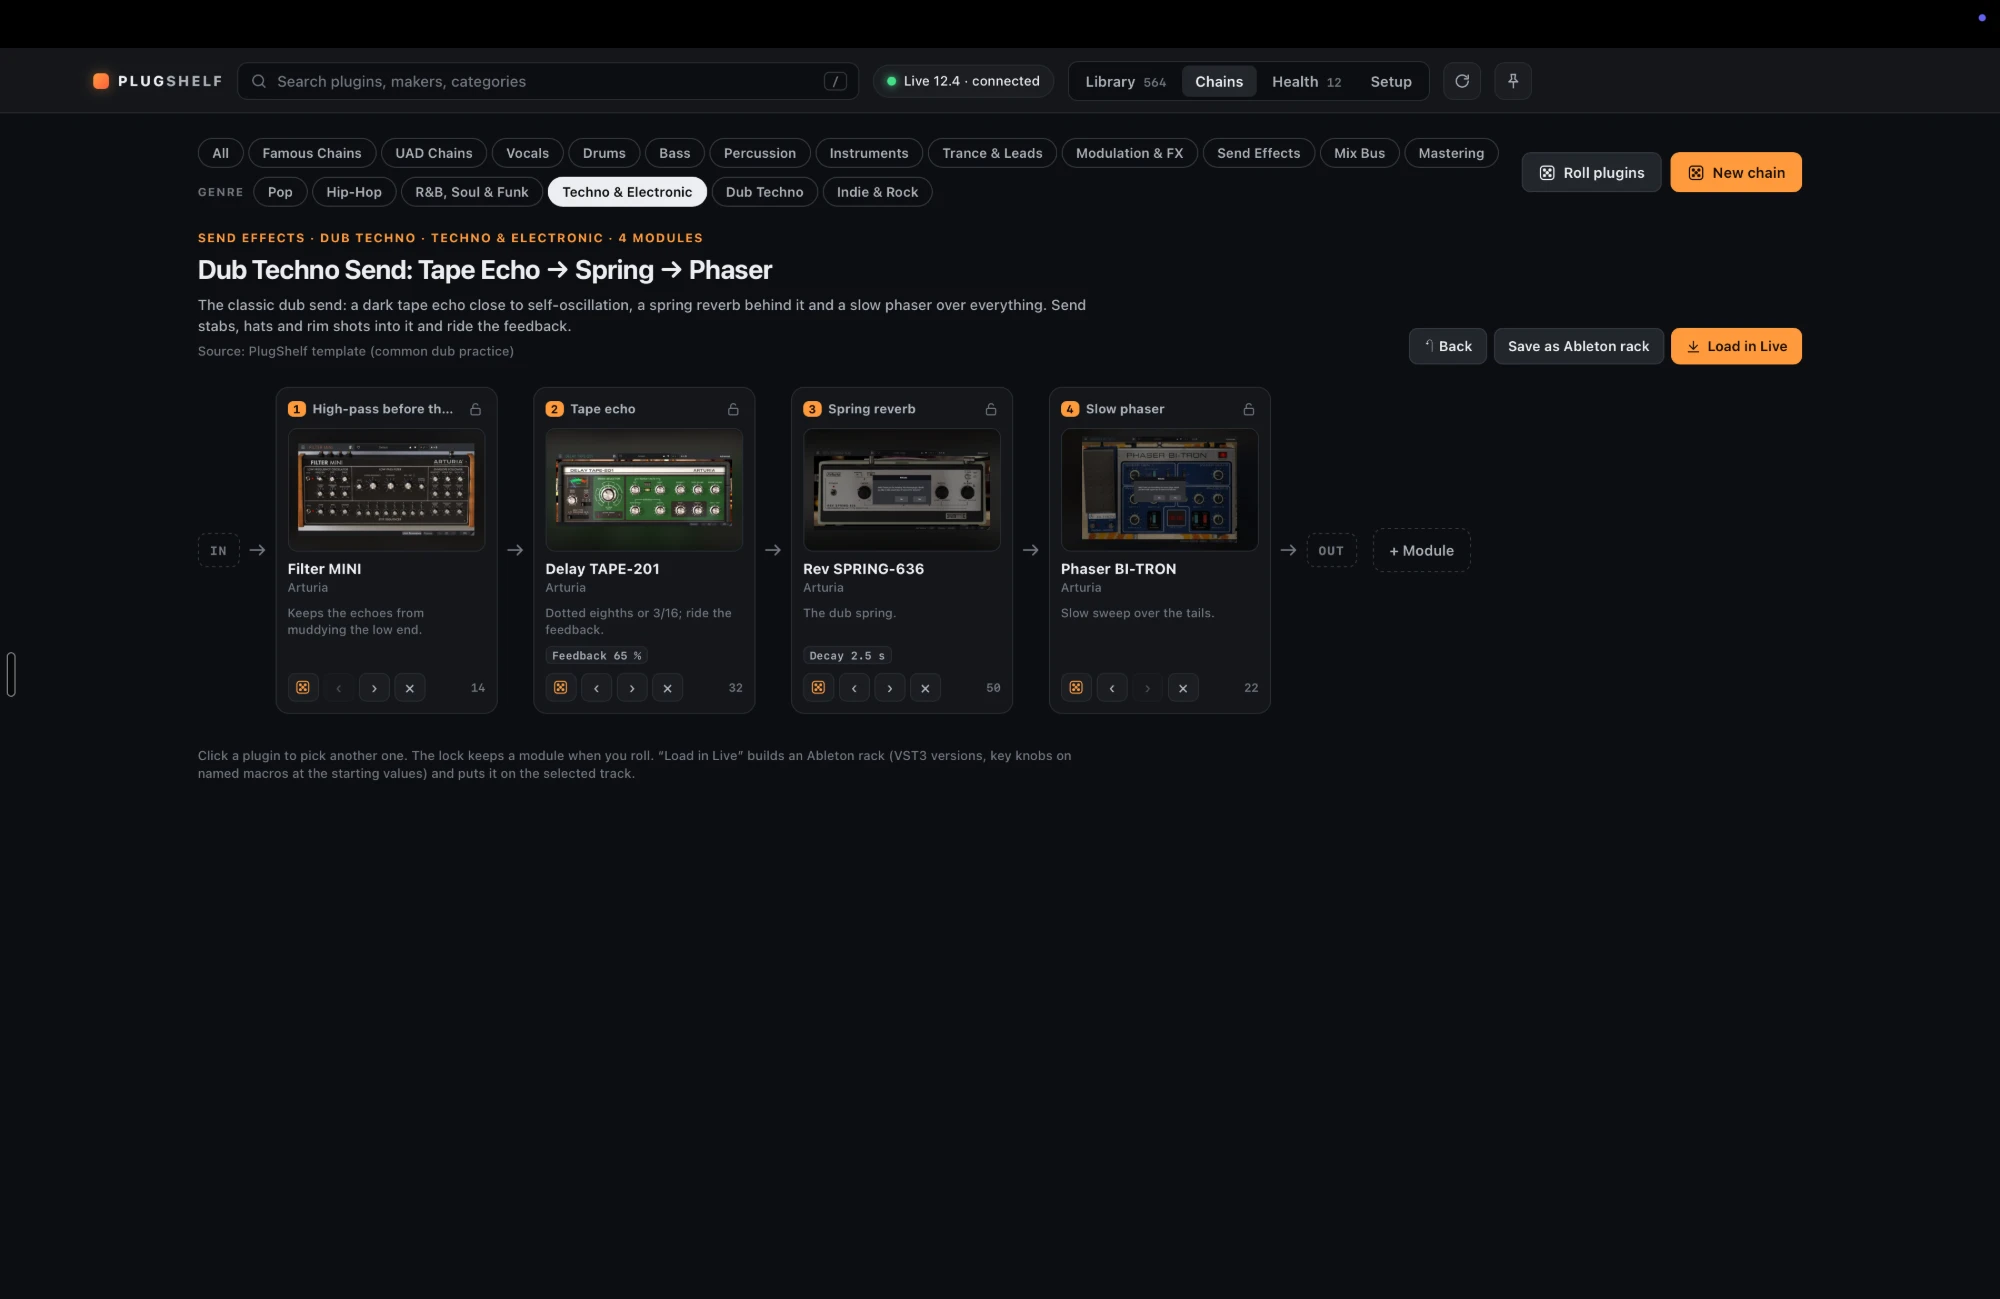 PLUGSHELF
Search plugins, makers, categories
/
Live 12.4 · connected
Library 564
Chains
Health 12
Setup
All
Famous Chains
UAD Chains
Vocals
Drums
Bass
Percussion
Instruments
Trance & Leads
Modulation & FX
Send Effects
Mix Bus
Mastering
GENRE
Pop
Hip-Hop
R&B, Soul & Funk
Techno & Electronic
Dub Techno
Indie & Rock
Roll plugins
New chain
SEND EFFECTS · DUB TECHNO · TECHNO & ELECTRONIC · 4 MODULES
Dub Techno Send: Tape Echo → Spring → Phaser
The classic dub send: a dark tape echo close to self-oscillation, a spring reverb behind it and a slow phaser over everything. Send
stabs, hats and rim shots into it and ride the feedback.
Source: PlugShelf template (common dub practice)
Back
Save as Ableton rack
Load in Live
IN
1 High-pass before th...
FILTER MINI
ARTURIA
Filter MINI
Arturia
Keeps the echoes from
muddying the low end.
14
2 Tape echo
DELAY TAPE-201
ARTURIA
Delay TAPE-201
Arturia
Dotted eighths or 3/16; ride the
feedback.
Feedback 65 %
32
3 Spring reverb
Rev SPRING-636
Arturia
The dub spring.
Decay 2.5 s
50
4 Slow phaser
PHASER BI-TRON
Phaser BI-TRON
Arturia
Slow sweep over the tails.
22
OUT
+ Module
Click a plugin to pick another one. The lock keeps a module when you roll. “Load in Live” builds an Ableton rack (VST3 versions, key knobs on
named macros at the starting values) and puts it on the selected track.